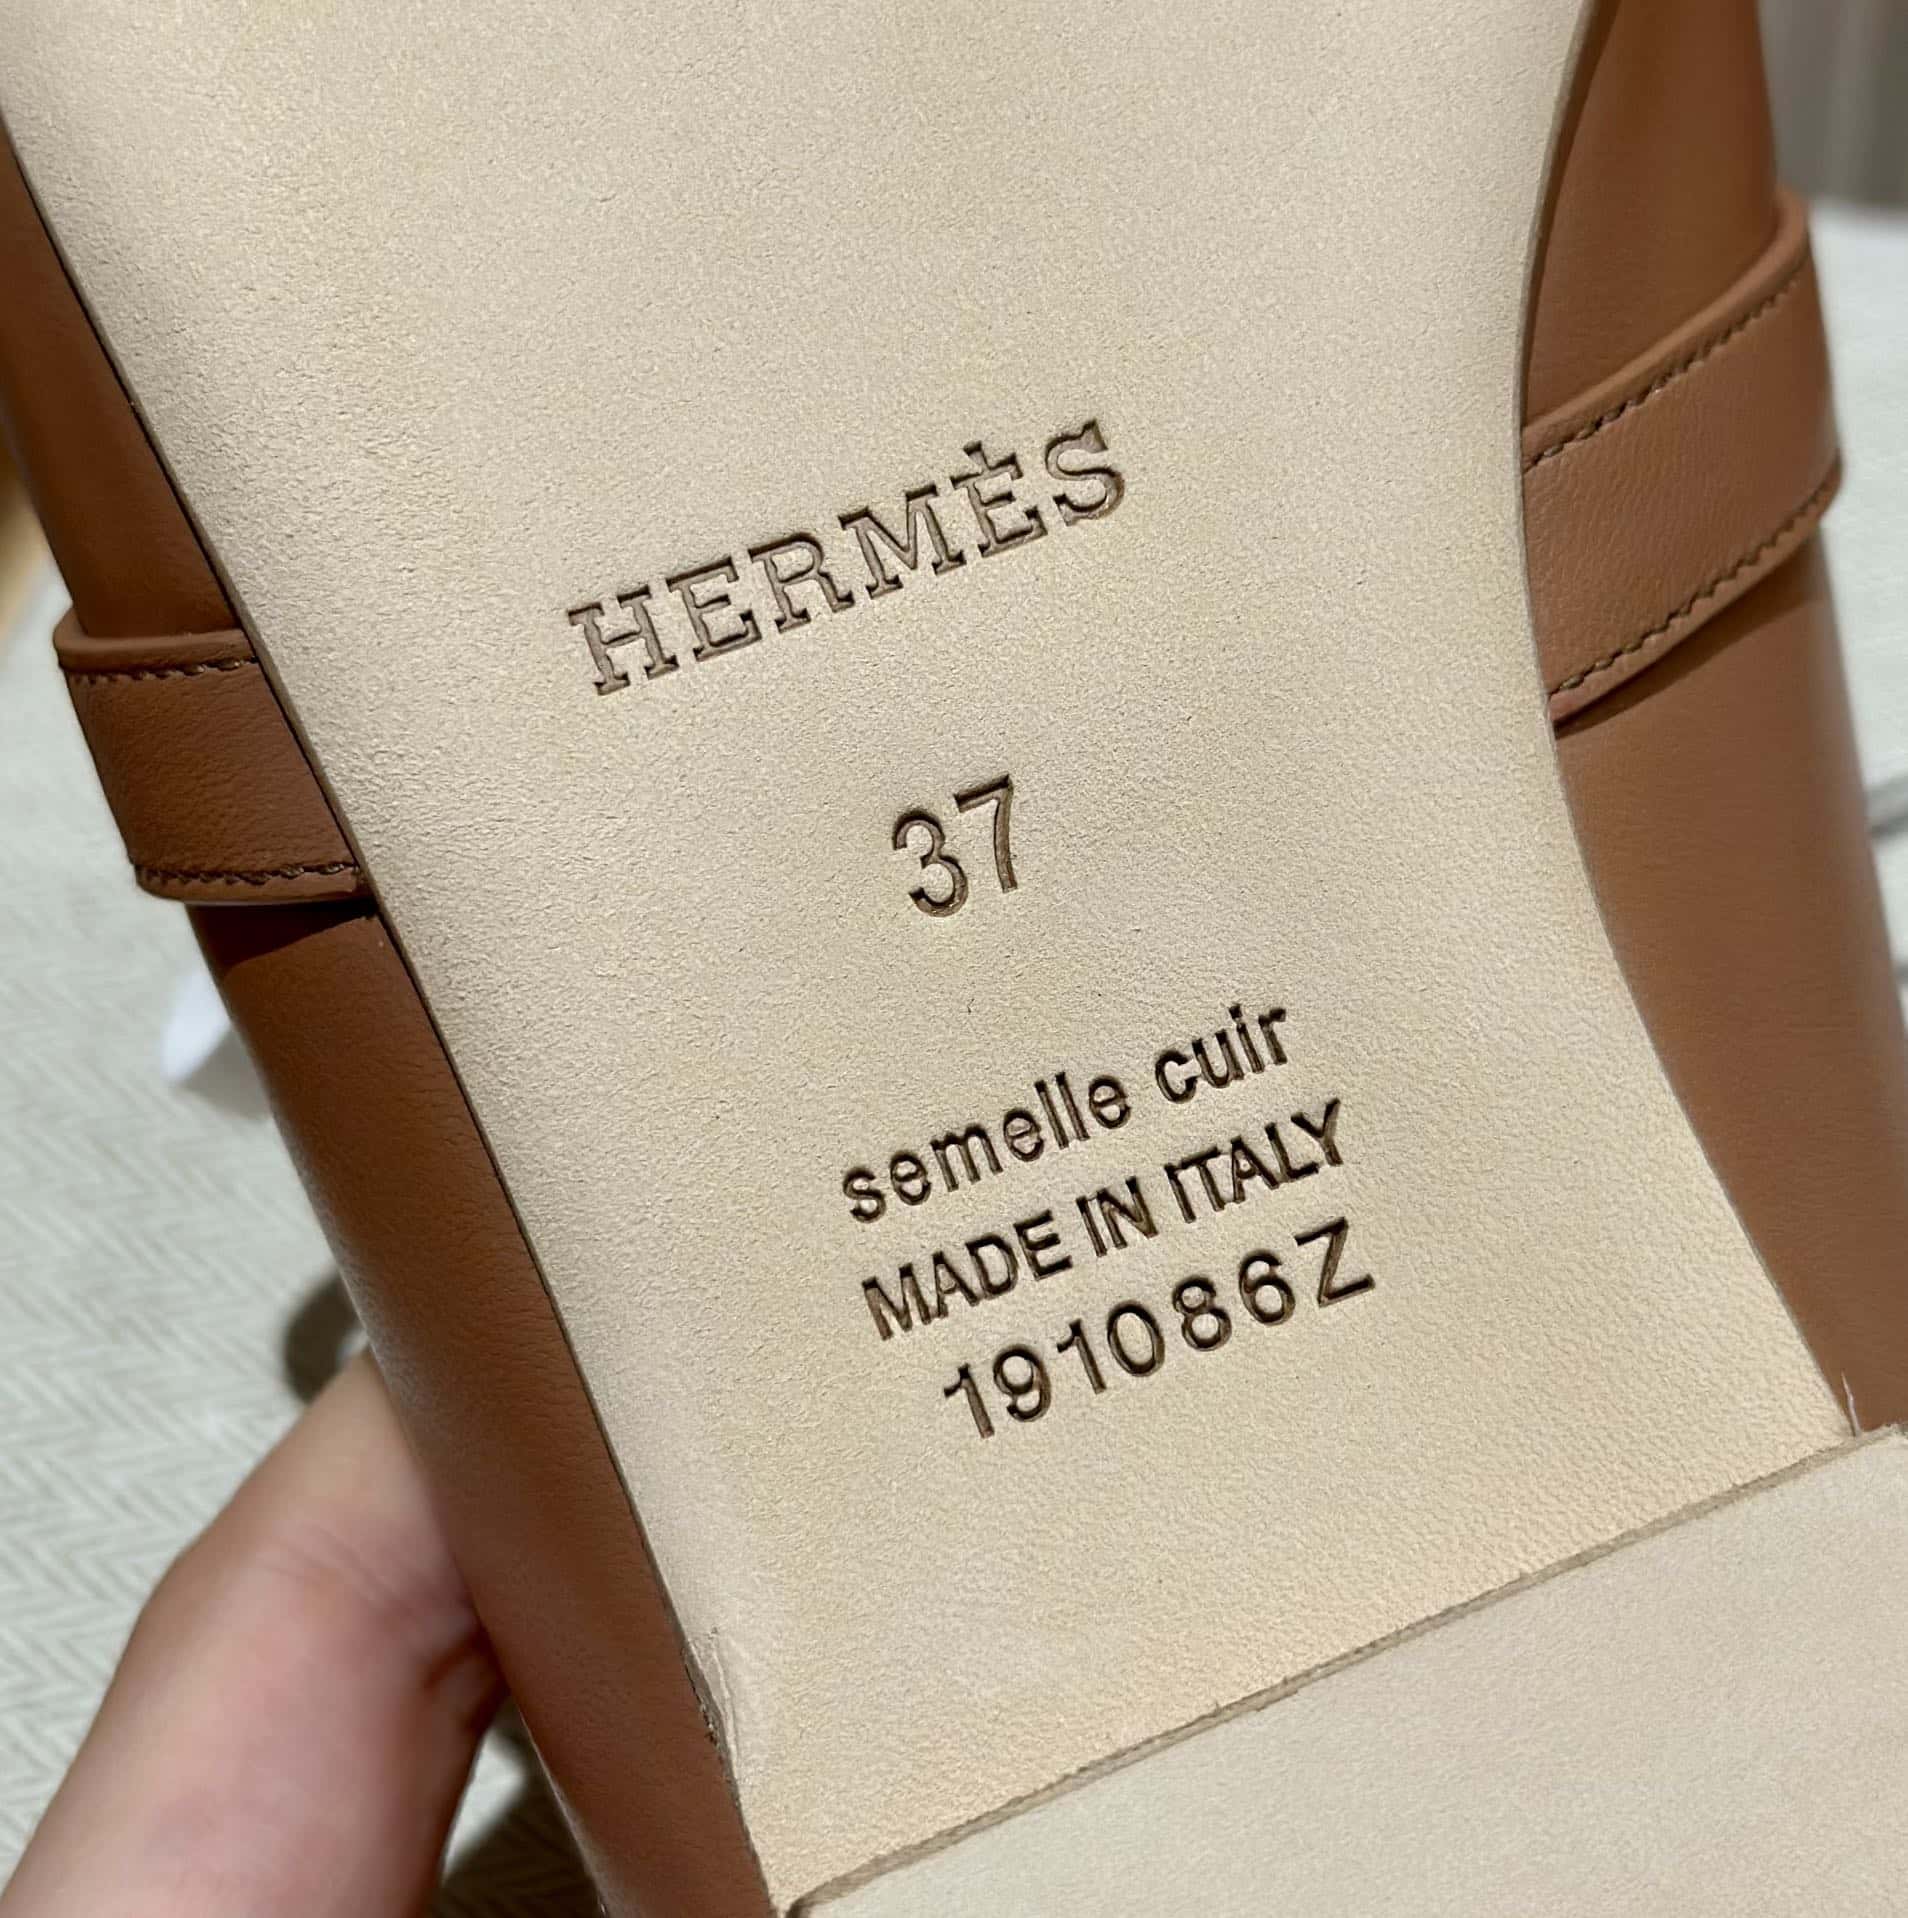 HERMÈS
37
semelle cuir
MADE IN ITALY
191086Z